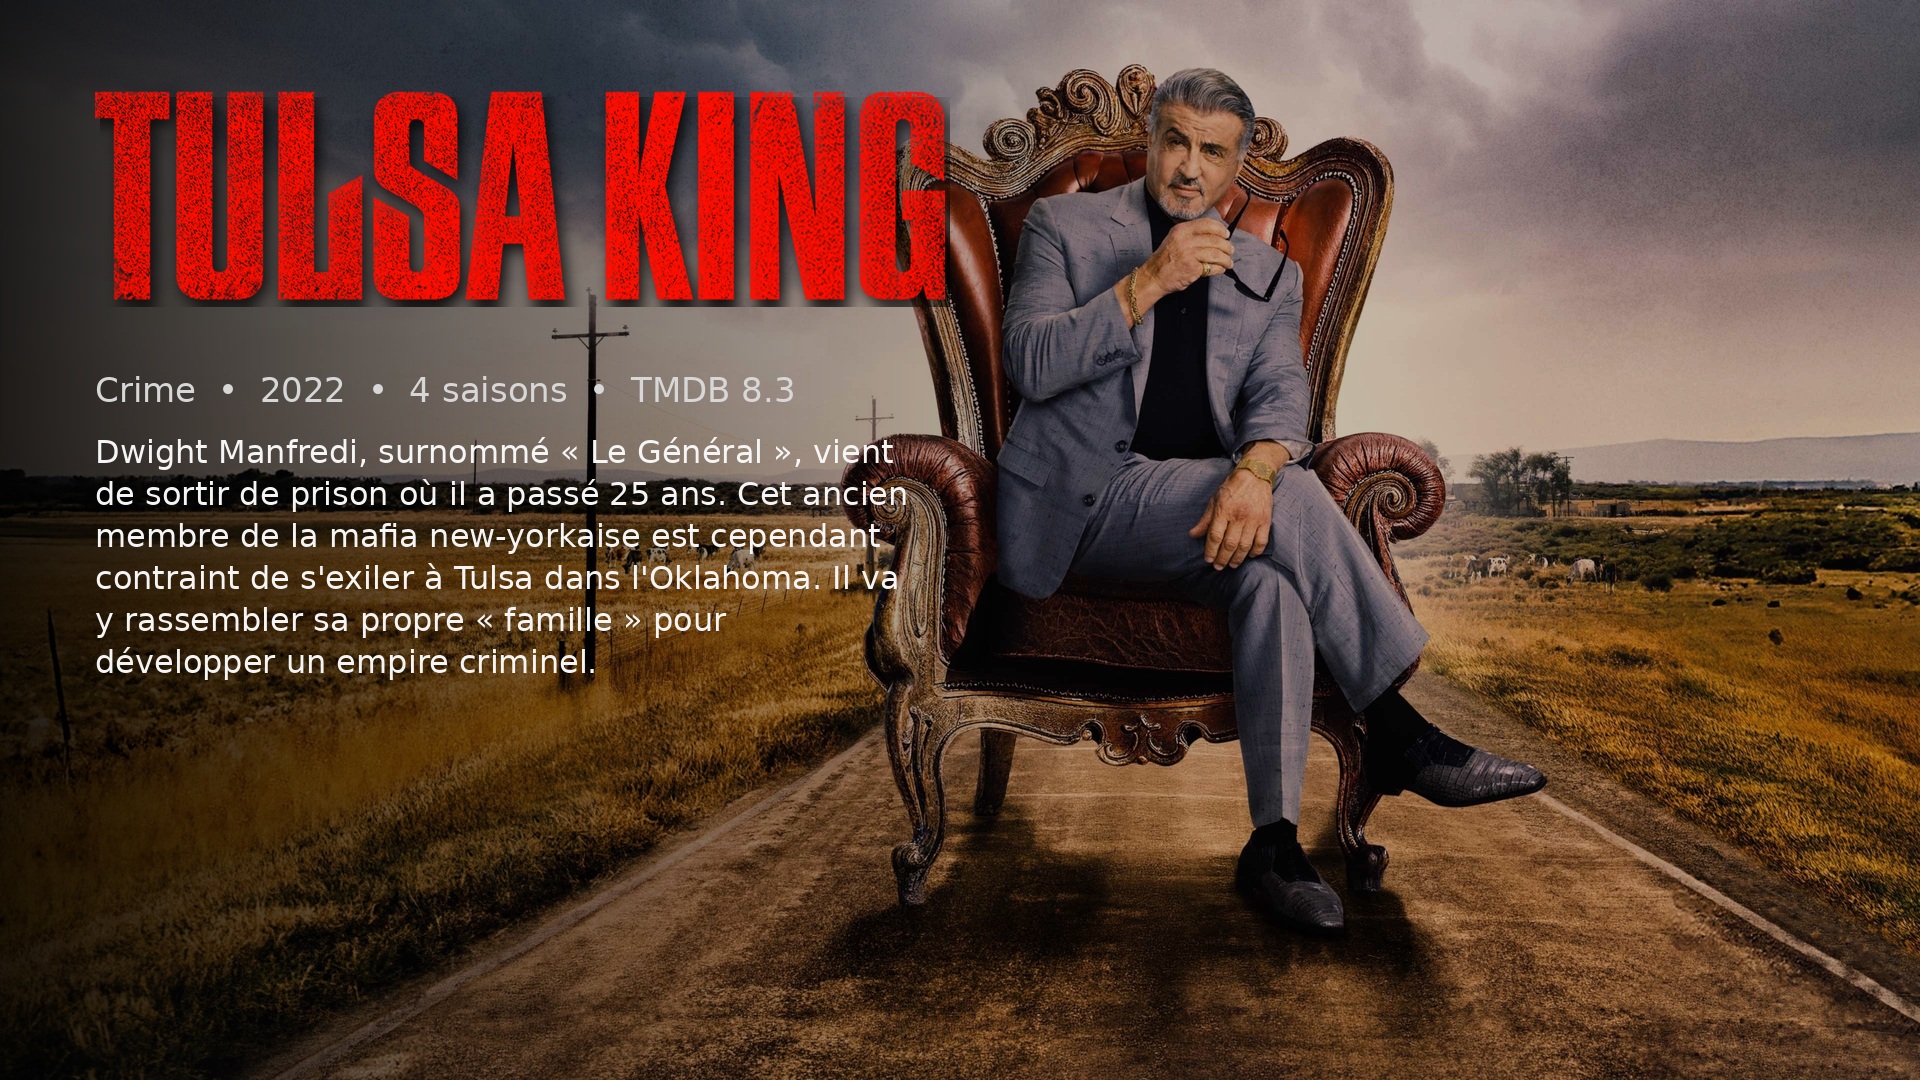 TULSA KING
Crime • 2022 • 4 saisons • TMDB 8.3
Dwight Manfredi, surnommé « Le Général », vient
de sortir de prison où il a passé 25 ans. Cet ancien
membre de la mafia new-yorkaise est cependant
contraint de s'exiler à Tulsa dans l'Oklahoma. Il va
y rassembler sa propre « famille » pour
développer un empire criminel.